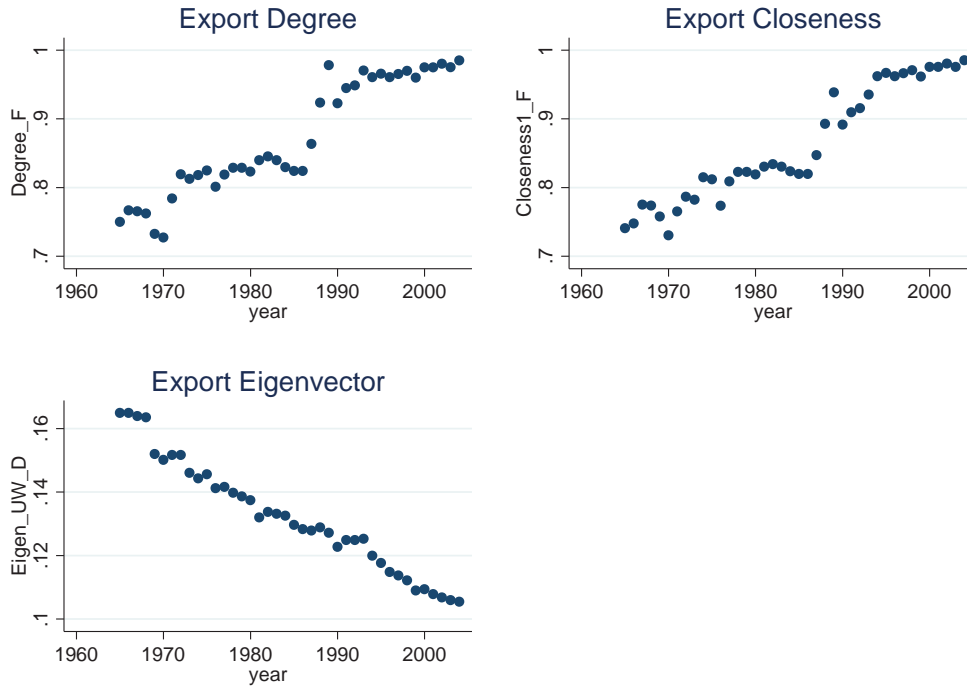 Export Degree
Degree_F
1
.9
.8
.7
1960 1970 1980 1990 2000
year
Export Closeness
Closeness1_F
1
.9
.8
.7
1960 1970 1980 1990 2000
year
Export Eigenvector
Eigen_UW_D
.16
.14
.12
.1
1960 1970 1980 1990 2000
year